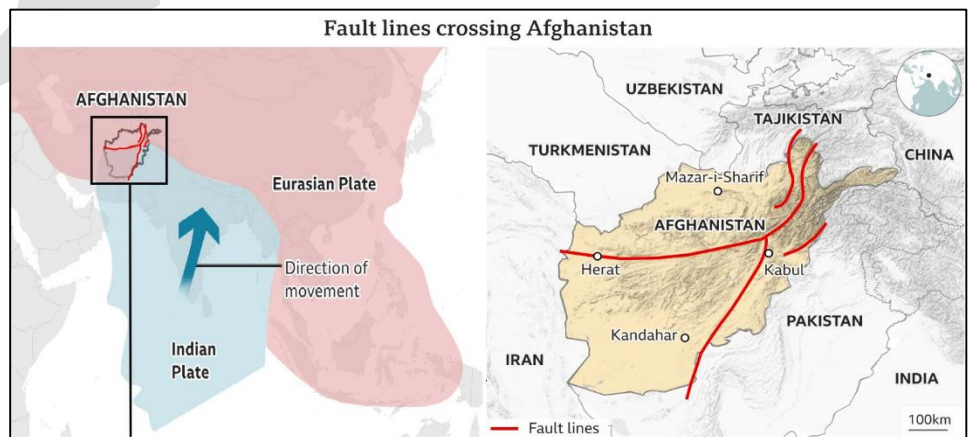 Fault lines crossing Afghanistan
AFGHANISTAN
Eurasian Plate
Direction of
movement
Indian
Plate
UZBEKISTAN
TAJIKISTAN
TURKMENISTAN
CHINA
Mazar-i-Sharif
AFGHANISTAN
Herat
Kabul
Kandahar
PAKISTAN
IRAN
INDIA
Fault lines
100km